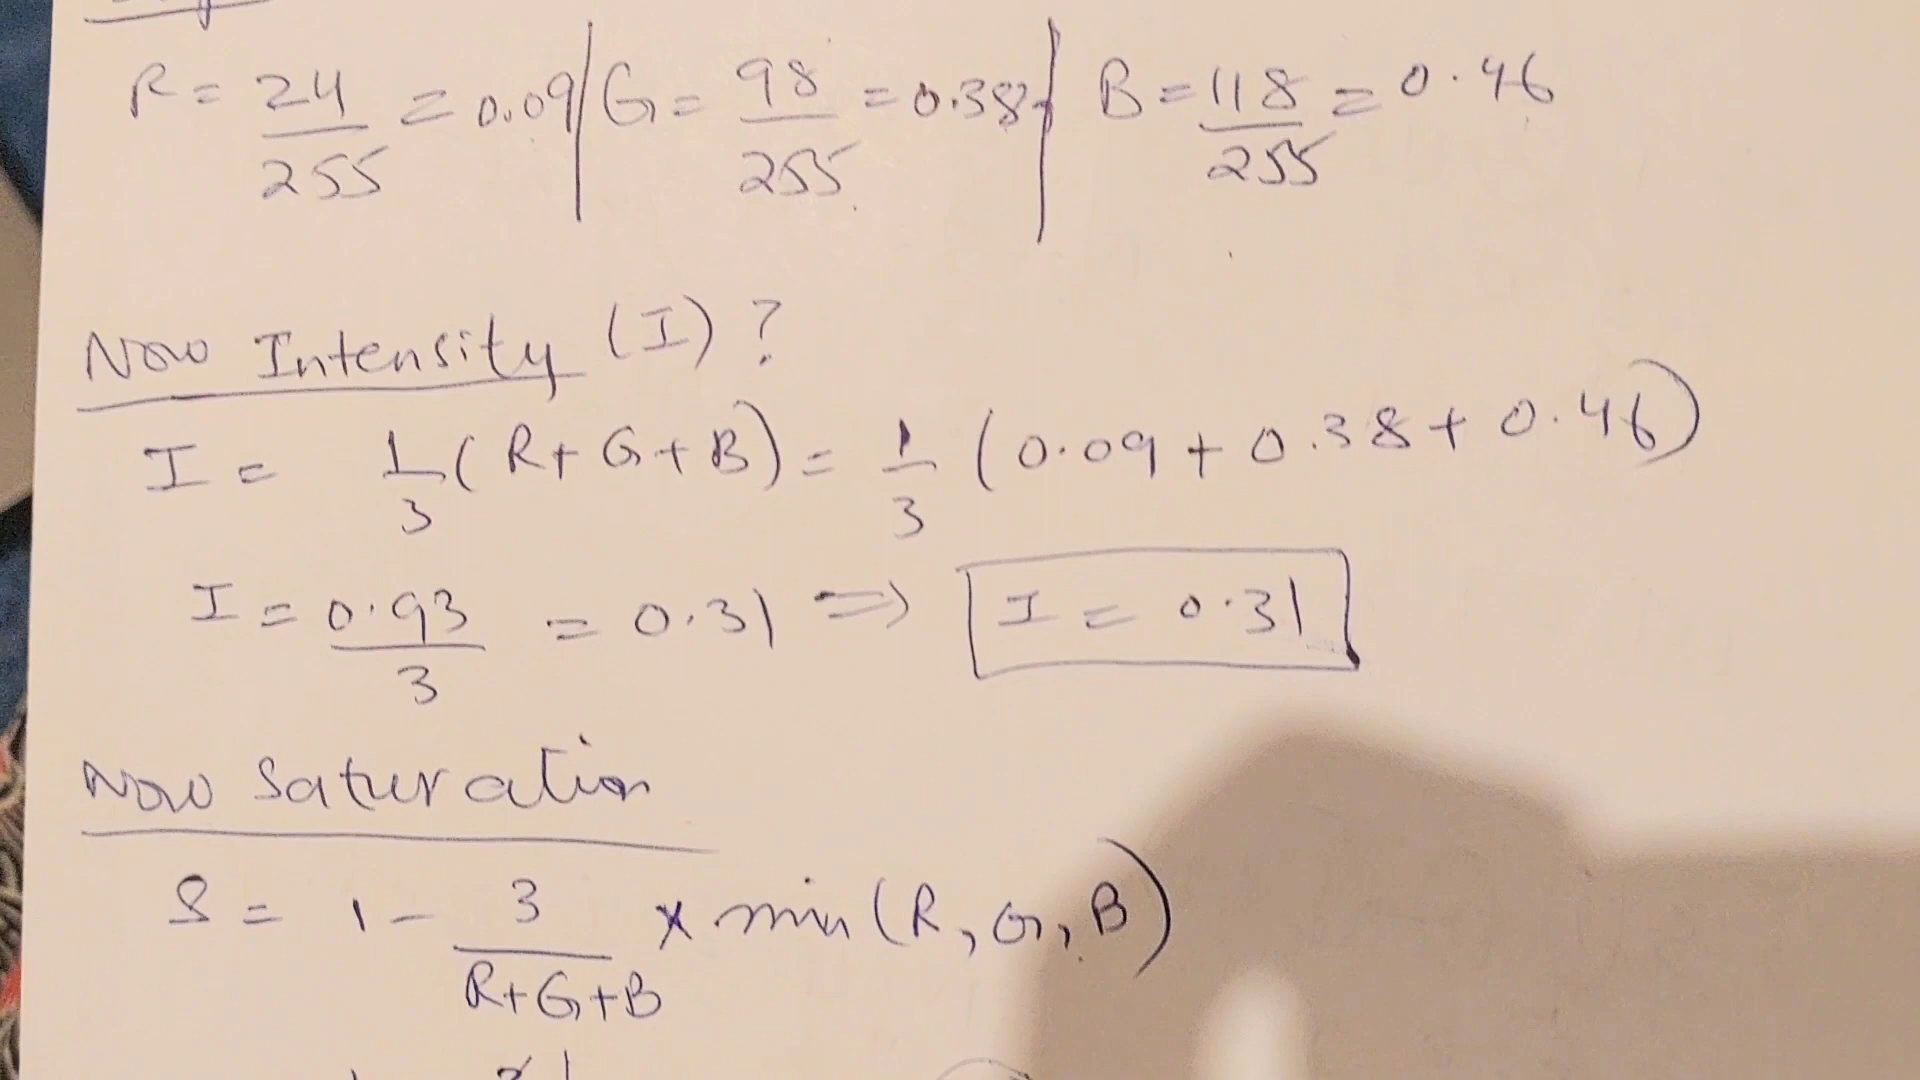 R = 24/255 = 0.09 | G = 98/255 = 0.38 | B = 118/255 = 0.46
Now Intensity (I) ?
I = 1/3 (R+G+B) = 1/3 (0.09 + 0.38 + 0.46)
I = 0.93/3 = 0.31 => I = 0.31
Now Saturation
S = 1 - 3/(R+G+B) x min (R, G, B)